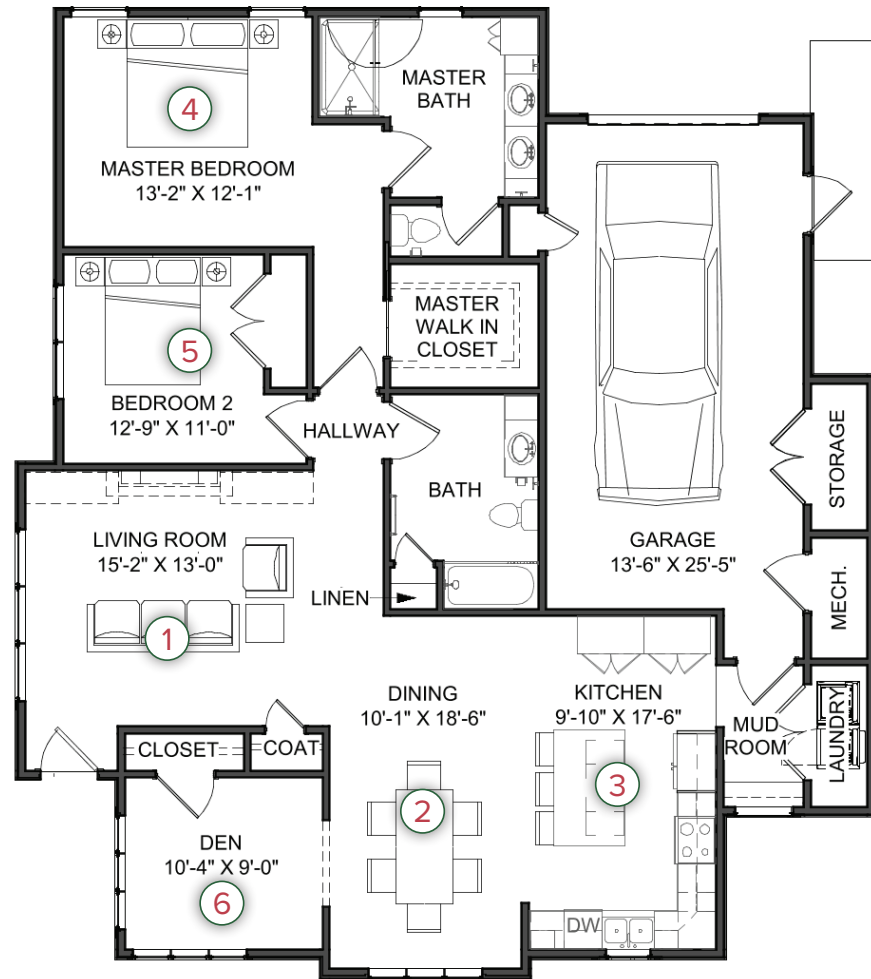 MASTER
BATH
4
MASTER BEDROOM
13'-2" X 12'-1"
MASTER
WALK IN
CLOSET
5
BEDROOM 2
12'-9" X 11'-0"
HALLWAY
STORAGE
BATH
LIVING ROOM
15'-2" X 13'-0"
GARAGE
13'-6" X 25'-5"
LINEN
MECH.
1
DINING
10'-1" X 18'-6"
KITCHEN
9'-10" X 17'-6"
MUD
ROOM
LAUNDRY
CLOSET
COAT
3
2
DEN
10'-4" X 9'-0"
6
DW